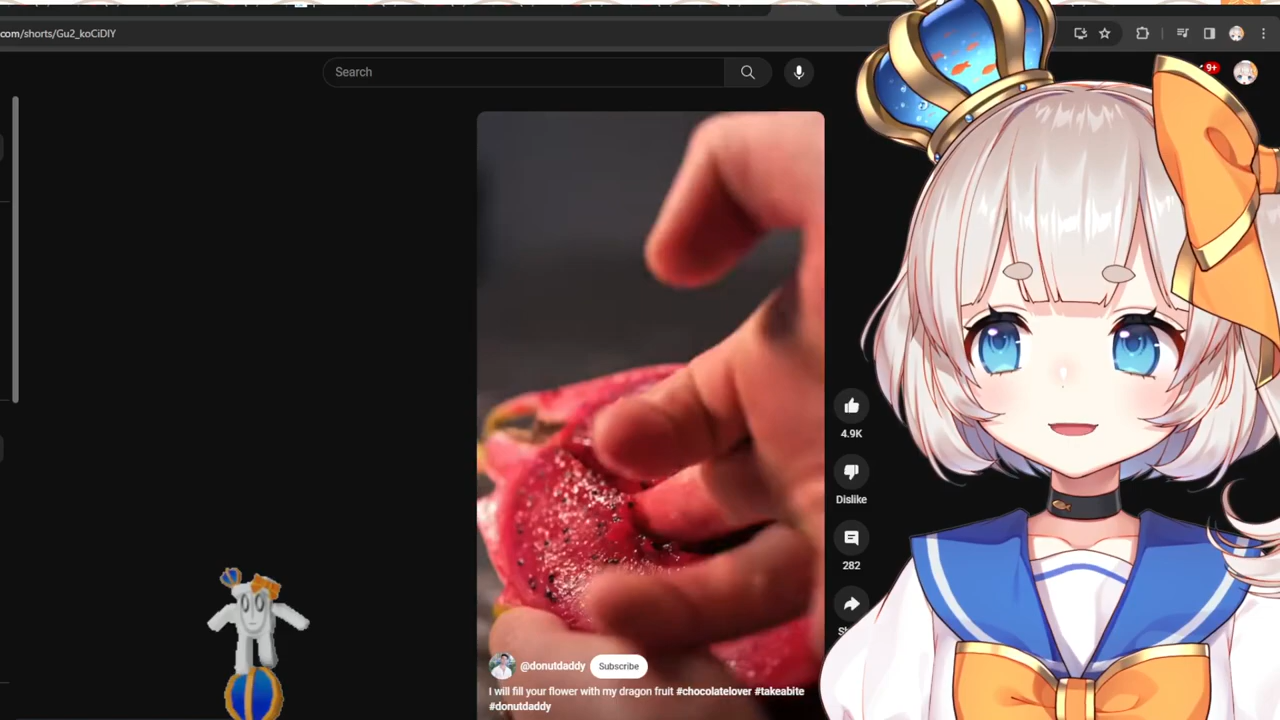 com/shorts/Gu2_koCiDIY
Search
9+
4.9K
Dislike
282
@donutdaddy
Subscribe
I will fill your flower with my dragon fruit #chocolatelover #takeabite
#donutdaddy